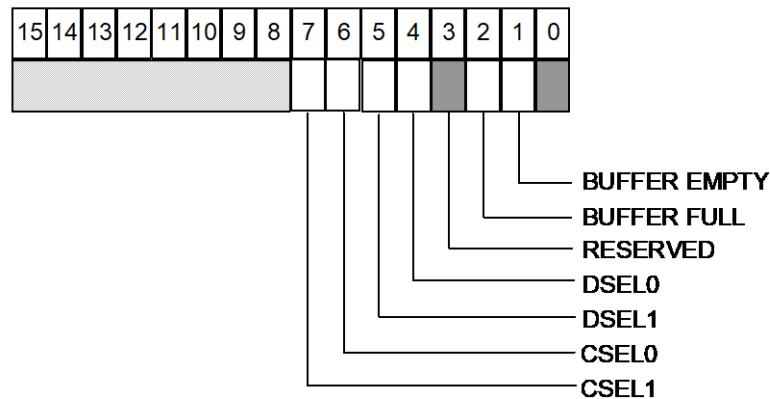 15 14 13 12 11 10 9 8 7 6 5 4 3 2 1 0
BUFFER EMPTY
BUFFER FULL
RESERVED
DSEL0
DSEL1
CSEL0
CSEL1